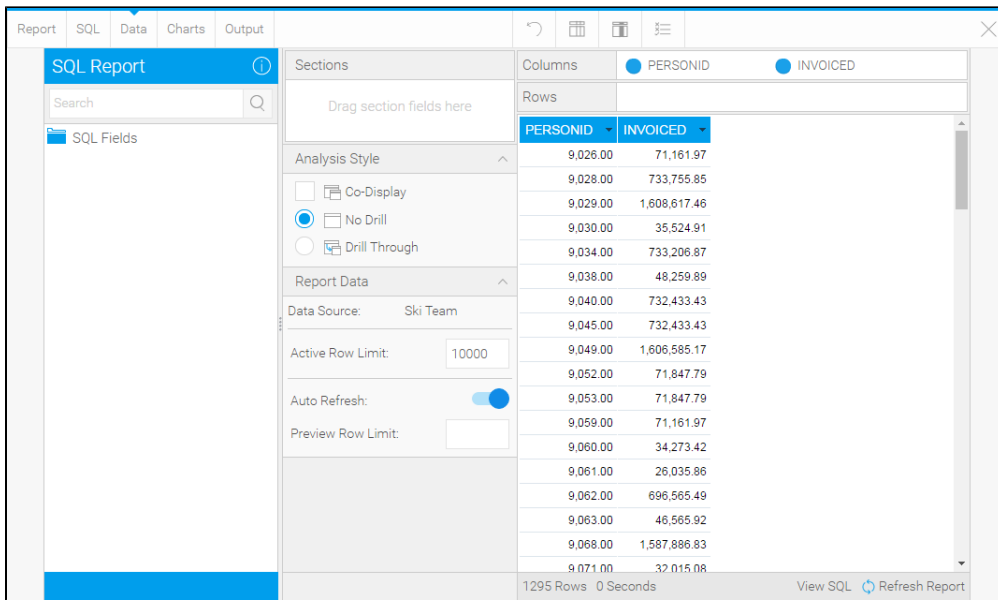 Report SQL Data Charts Output
SQL Report
Search
SQL Fields
Sections
Drag section fields here
Analysis Style
Co-Display
No Drill
Drill Through
Report Data
Data Source: Ski Team
Active Row Limit: 10000
Auto Refresh:
Preview Row Limit:
Columns PERSONID INVOICED
Rows
PERSONID INVOICED
9,026.00 71,161.97
9,028.00 733,755.85
9,029.00 1,608,617.46
9,030.00 35,524.91
9,034.00 733,206.87
9,038.00 48,259.89
9,040.00 732,433.43
9,045.00 732,433.43
9,049.00 1,606,585.17
9,052.00 71,847.79
9,053.00 71,847.79
9,059.00 71,161.97
9,060.00 34,273.42
9,061.00 26,035.86
9,062.00 696,565.49
9,063.00 46,565.92
9,068.00 1,587,886.83
9,071.00 32,015.08
1295 Rows 0 Seconds View SQL Refresh Report